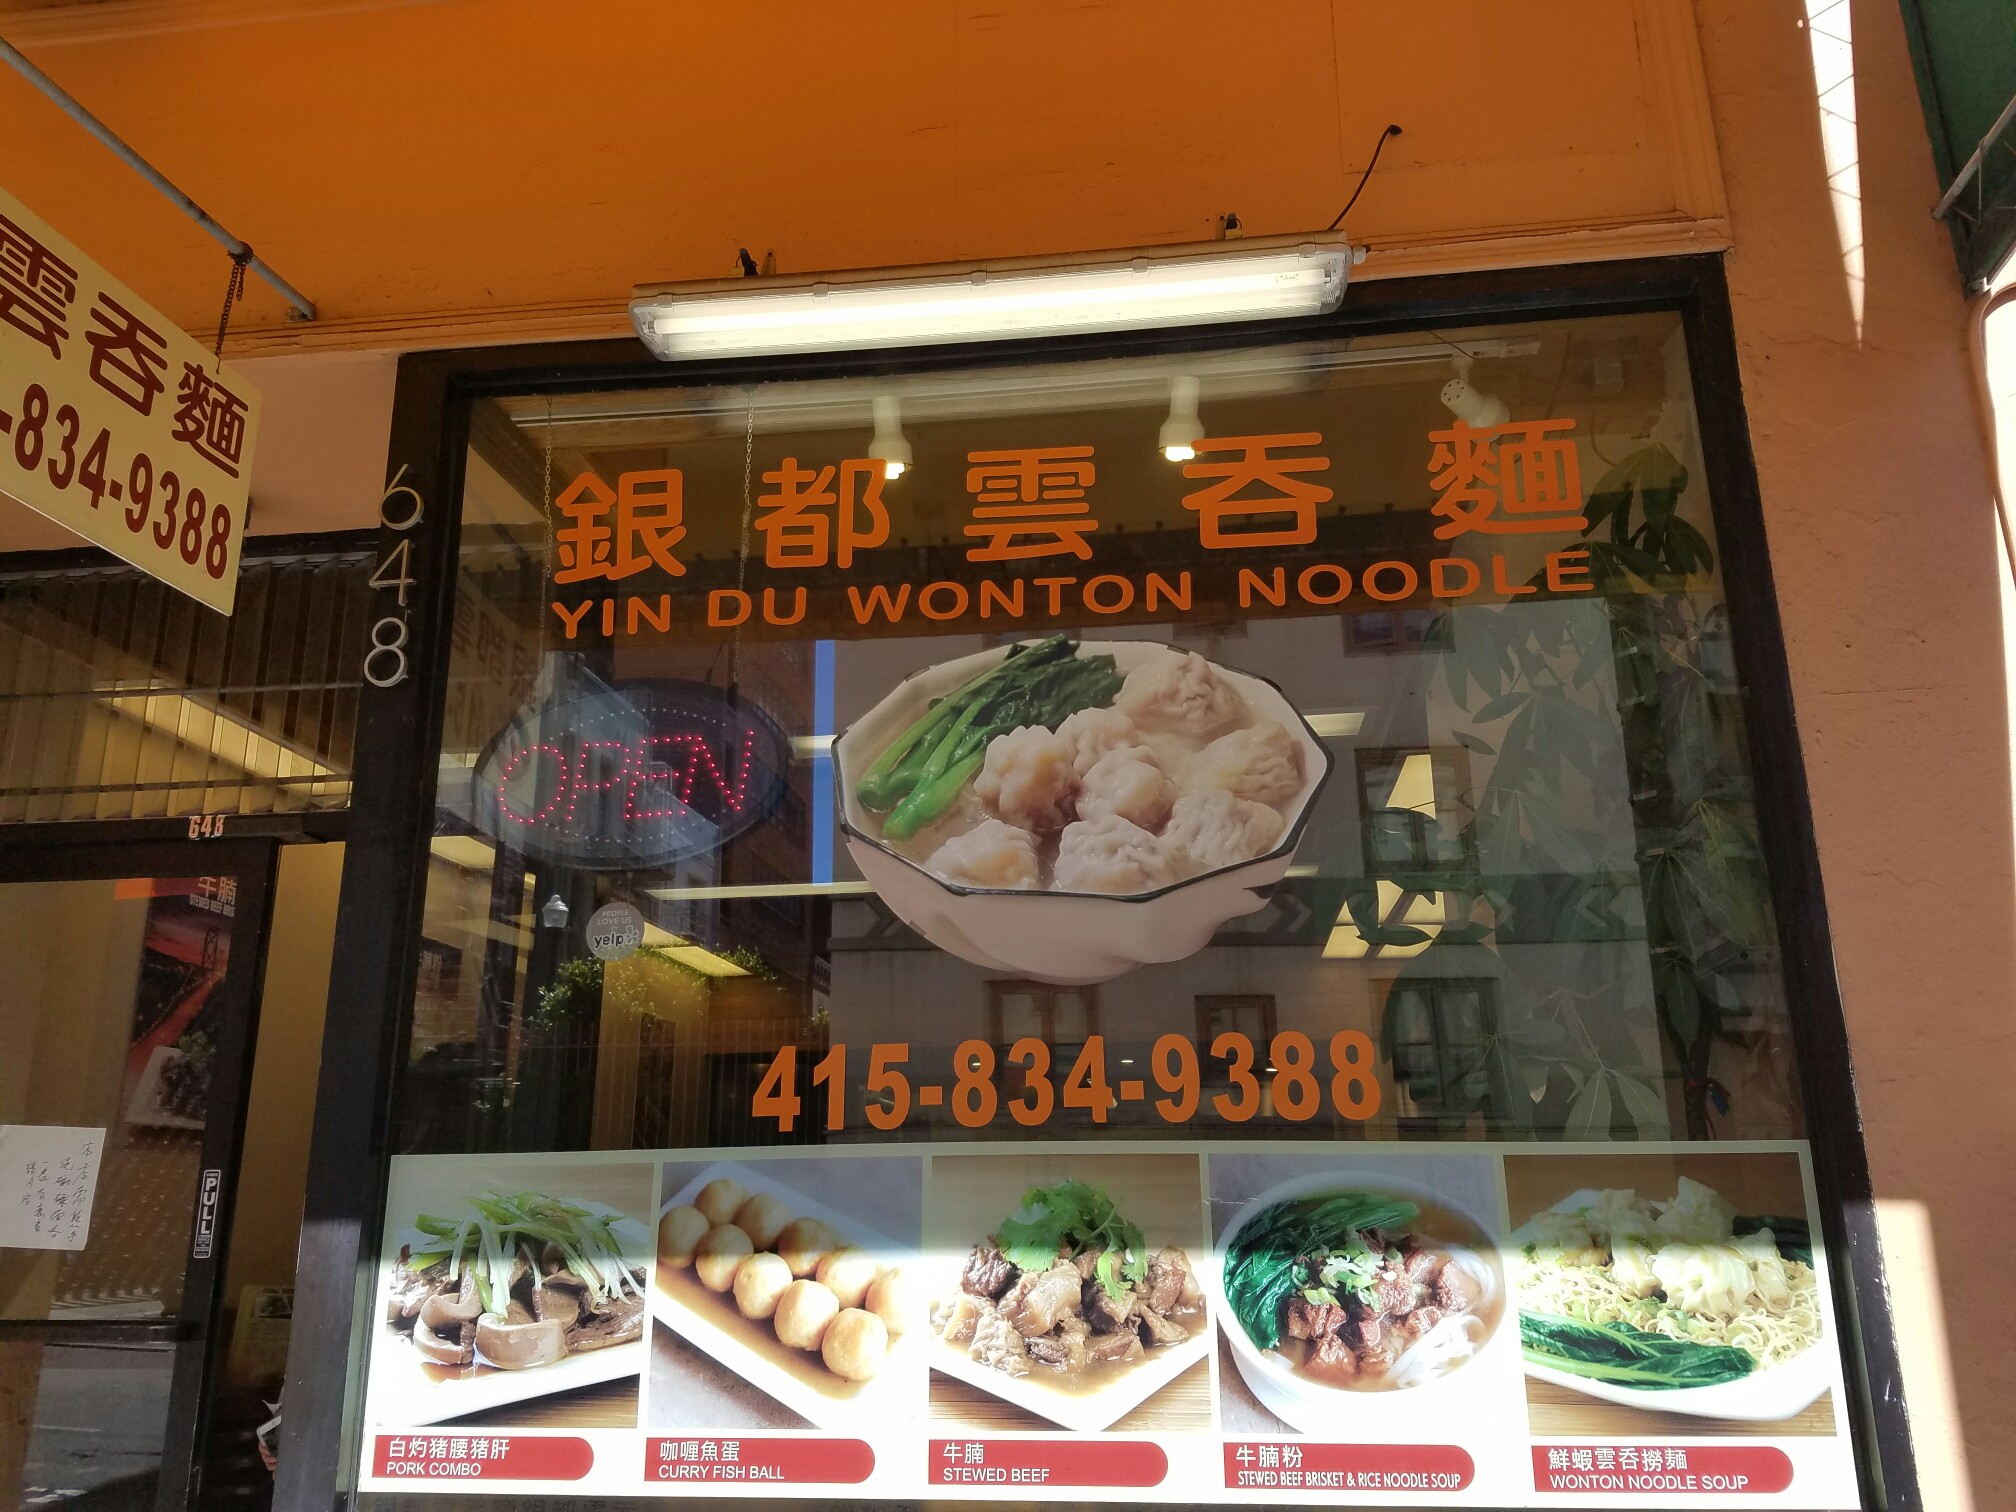 雲吞麵
-834-9388
648
銀都雲吞麵
YIN DU WONTON NOODLE
OPEN
648
牛腩
STEWED BEEF
PEOPLE
LOVE US
yelp
415-834-9388
PULL
白灼猪腰猪肝
PORK COMBO
咖喱魚蛋
CURRY FISH BALL
牛腩
STEWED BEEF
牛腩粉
STEWED BEEF BRISKET & RICE NOODLE SOUP
鮮蝦雲吞撈麵
WONTON NOODLE SOUP